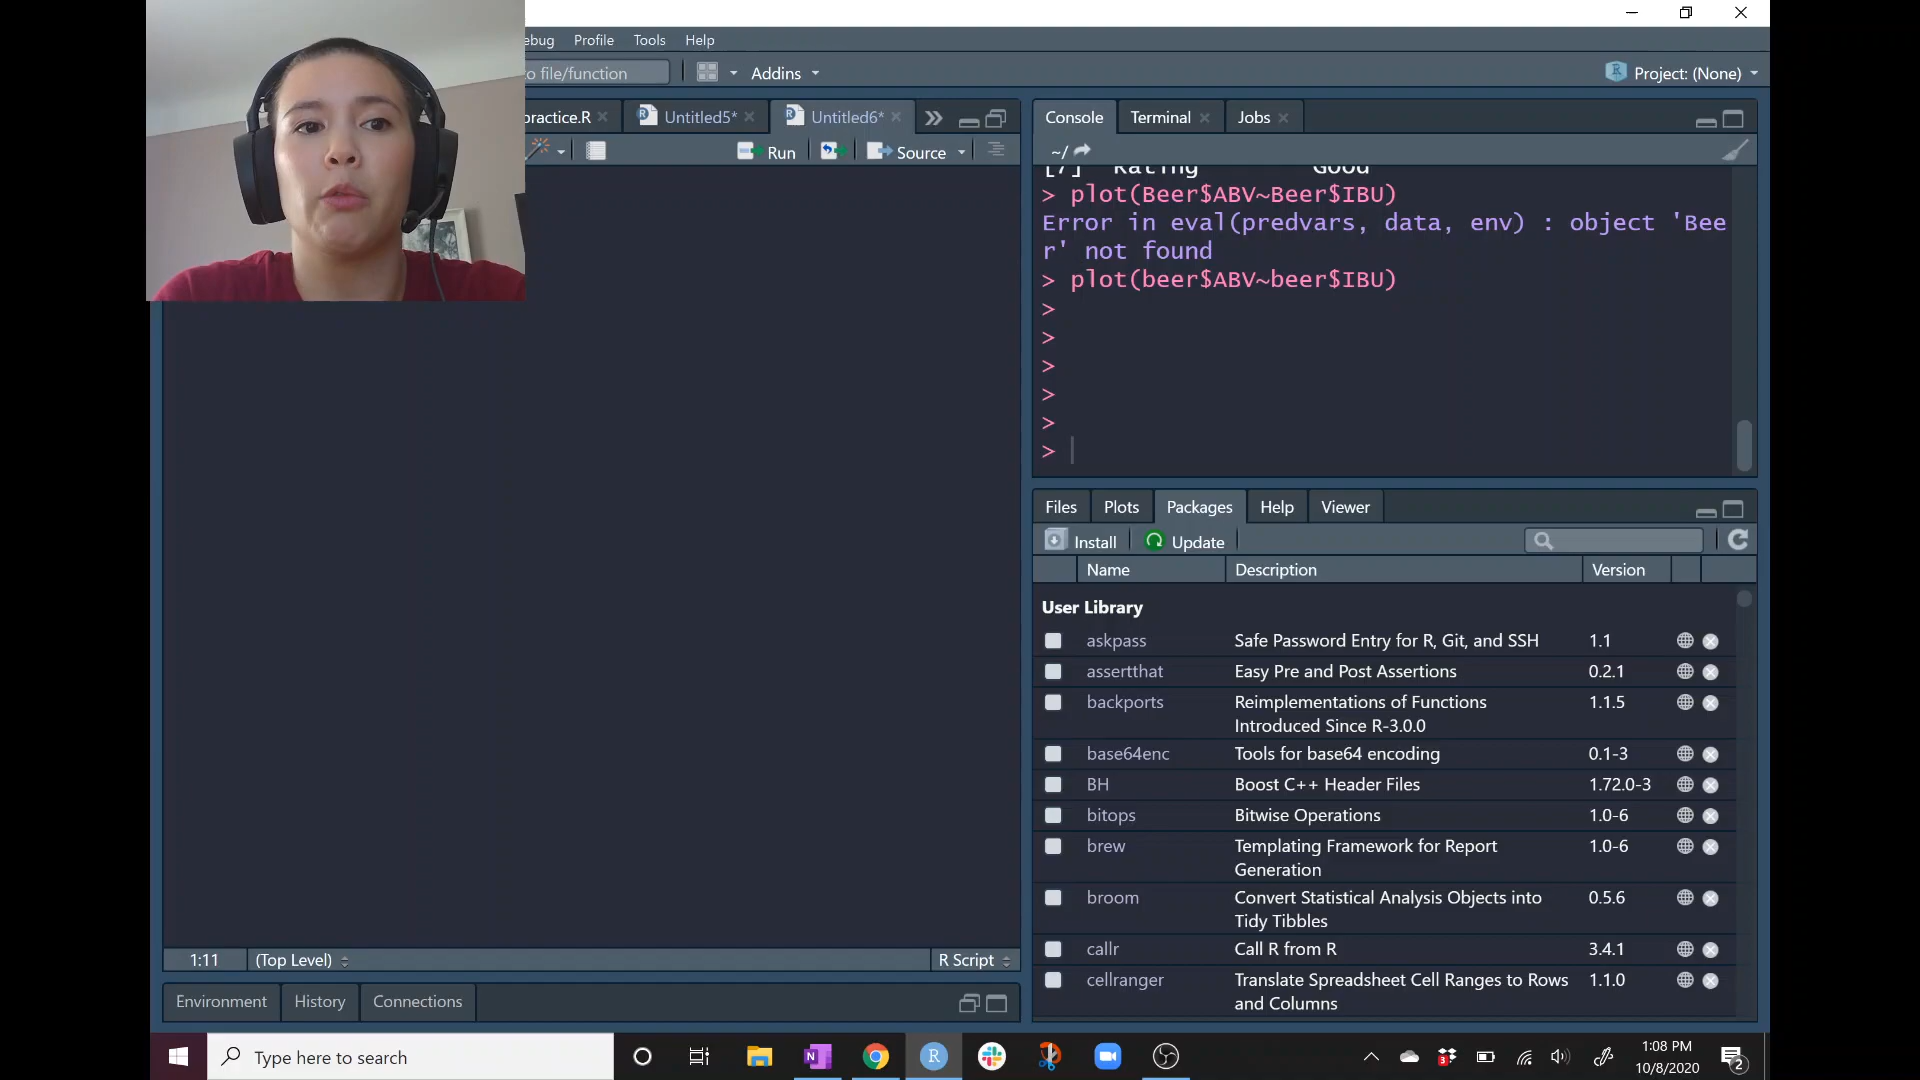 ebug Profile Tools Help
o file/function Addins Project: (None)
practice.R Untitled5* Untitled6*
Run Source
1:11 (Top Level) R Script
Environment History Connections
Console Terminal Jobs
~/
[7] "Rating" "Good"
> plot(Beer$ABV~Beer$IBU)
Error in eval(predvars, data, env) : object 'Bee
r' not found
> plot(beer$ABV~beer$IBU)
>
>
>
>
>
>
Files Plots Packages Help Viewer
Install Update
Name Description Version
User Library
askpass Safe Password Entry for R, Git, and SSH 1.1
assertthat Easy Pre and Post Assertions 0.2.1
backports Reimplementations of Functions 1.1.5
Introduced Since R-3.0.0
base64enc Tools for base64 encoding 0.1-3
BH Boost C++ Header Files 1.72.0-3
bitops Bitwise Operations 1.0-6
brew Templating Framework for Report 1.0-6
Generation
broom Convert Statistical Analysis Objects into 0.5.6
Tidy Tibbles
callr Call R from R 3.4.1
cellranger Translate Spreadsheet Cell Ranges to Rows 1.1.0
and Columns
Type here to search
1:08 PM
10/8/2020
2